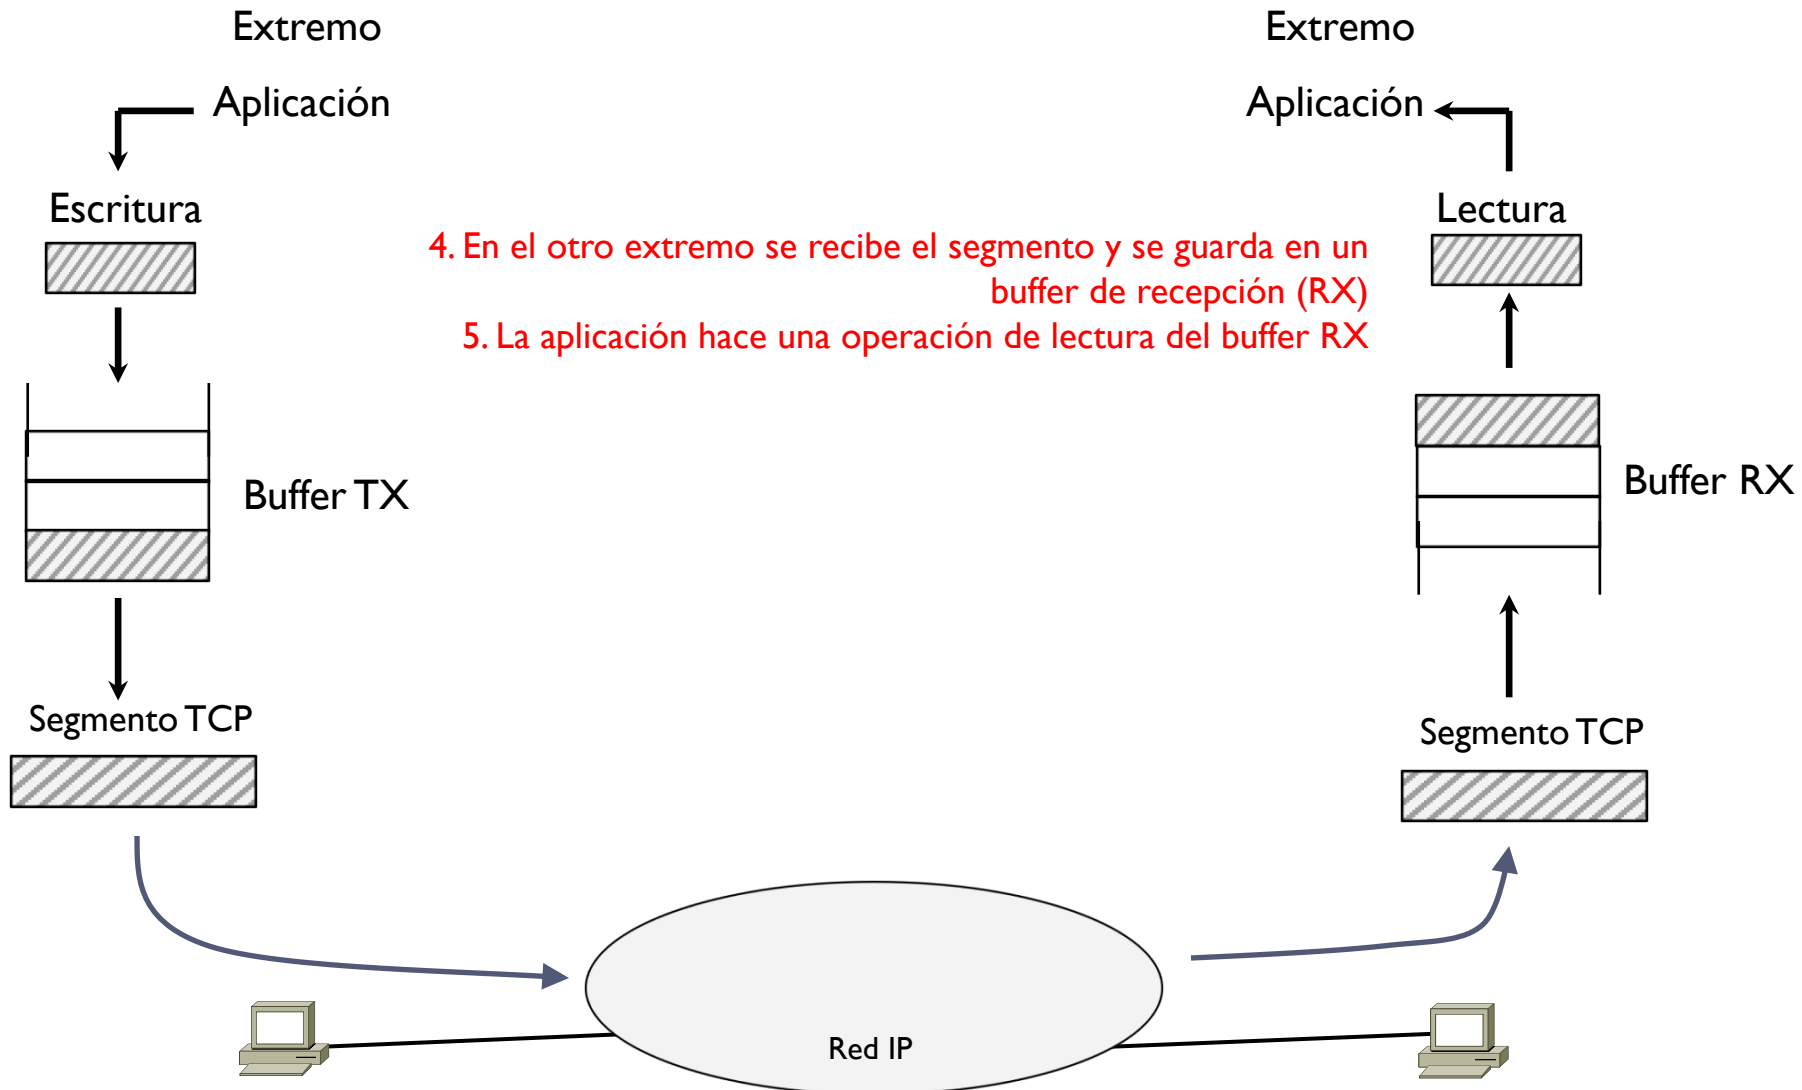 Extremo
Extremo
Aplicación
Aplicación
Escritura
Lectura
4. En el otro extremo se recibe el segmento y se guarda en un
buffer de recepción (RX)
5. La aplicación hace una operación de lectura del buffer RX
Buffer TX
Buffer RX
Segmento TCP
Segmento TCP
Red IP